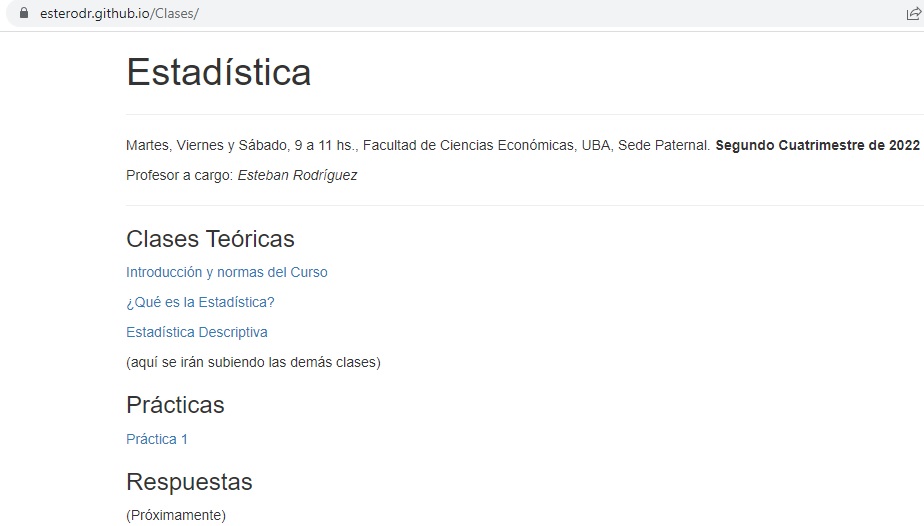 esterodr.github.io/Clases/
Estadística
Martes, Viernes y Sábado, 9 a 11 hs., Facultad de Ciencias Económicas, UBA, Sede Paternal. Segundo Cuatrimestre de 2022
Profesor a cargo: Esteban Rodríguez
Clases Teóricas
Introducción y normas del Curso
¿Qué es la Estadística?
Estadística Descriptiva
(aquí se irán subiendo las demás clases)
Prácticas
Práctica 1
Respuestas
(Próximamente)